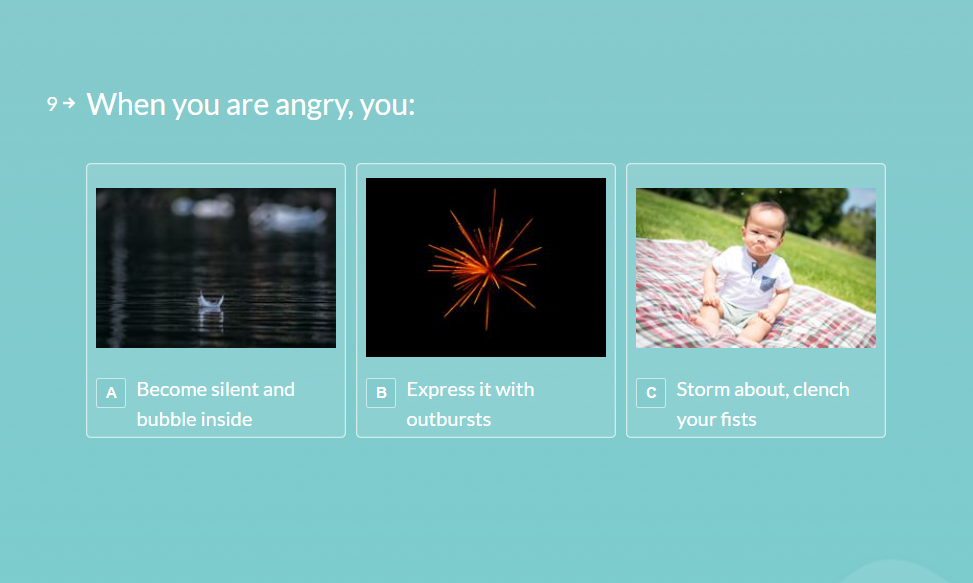 9→ When you are angry, you:
A Become silent and
bubble inside
B Express it with
outbursts
C Storm about, clench
your fists